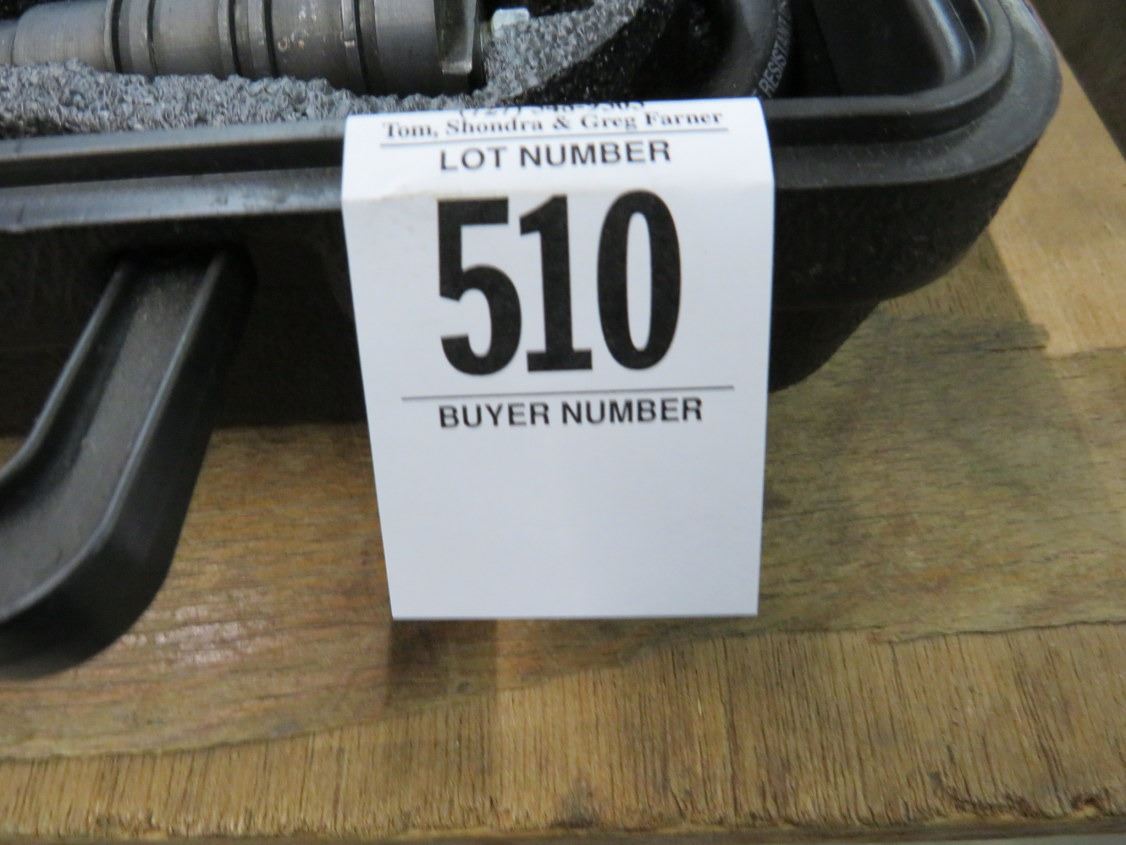 Tom, Shondra & Greg Farner
LOT NUMBER
510
BUYER NUMBER